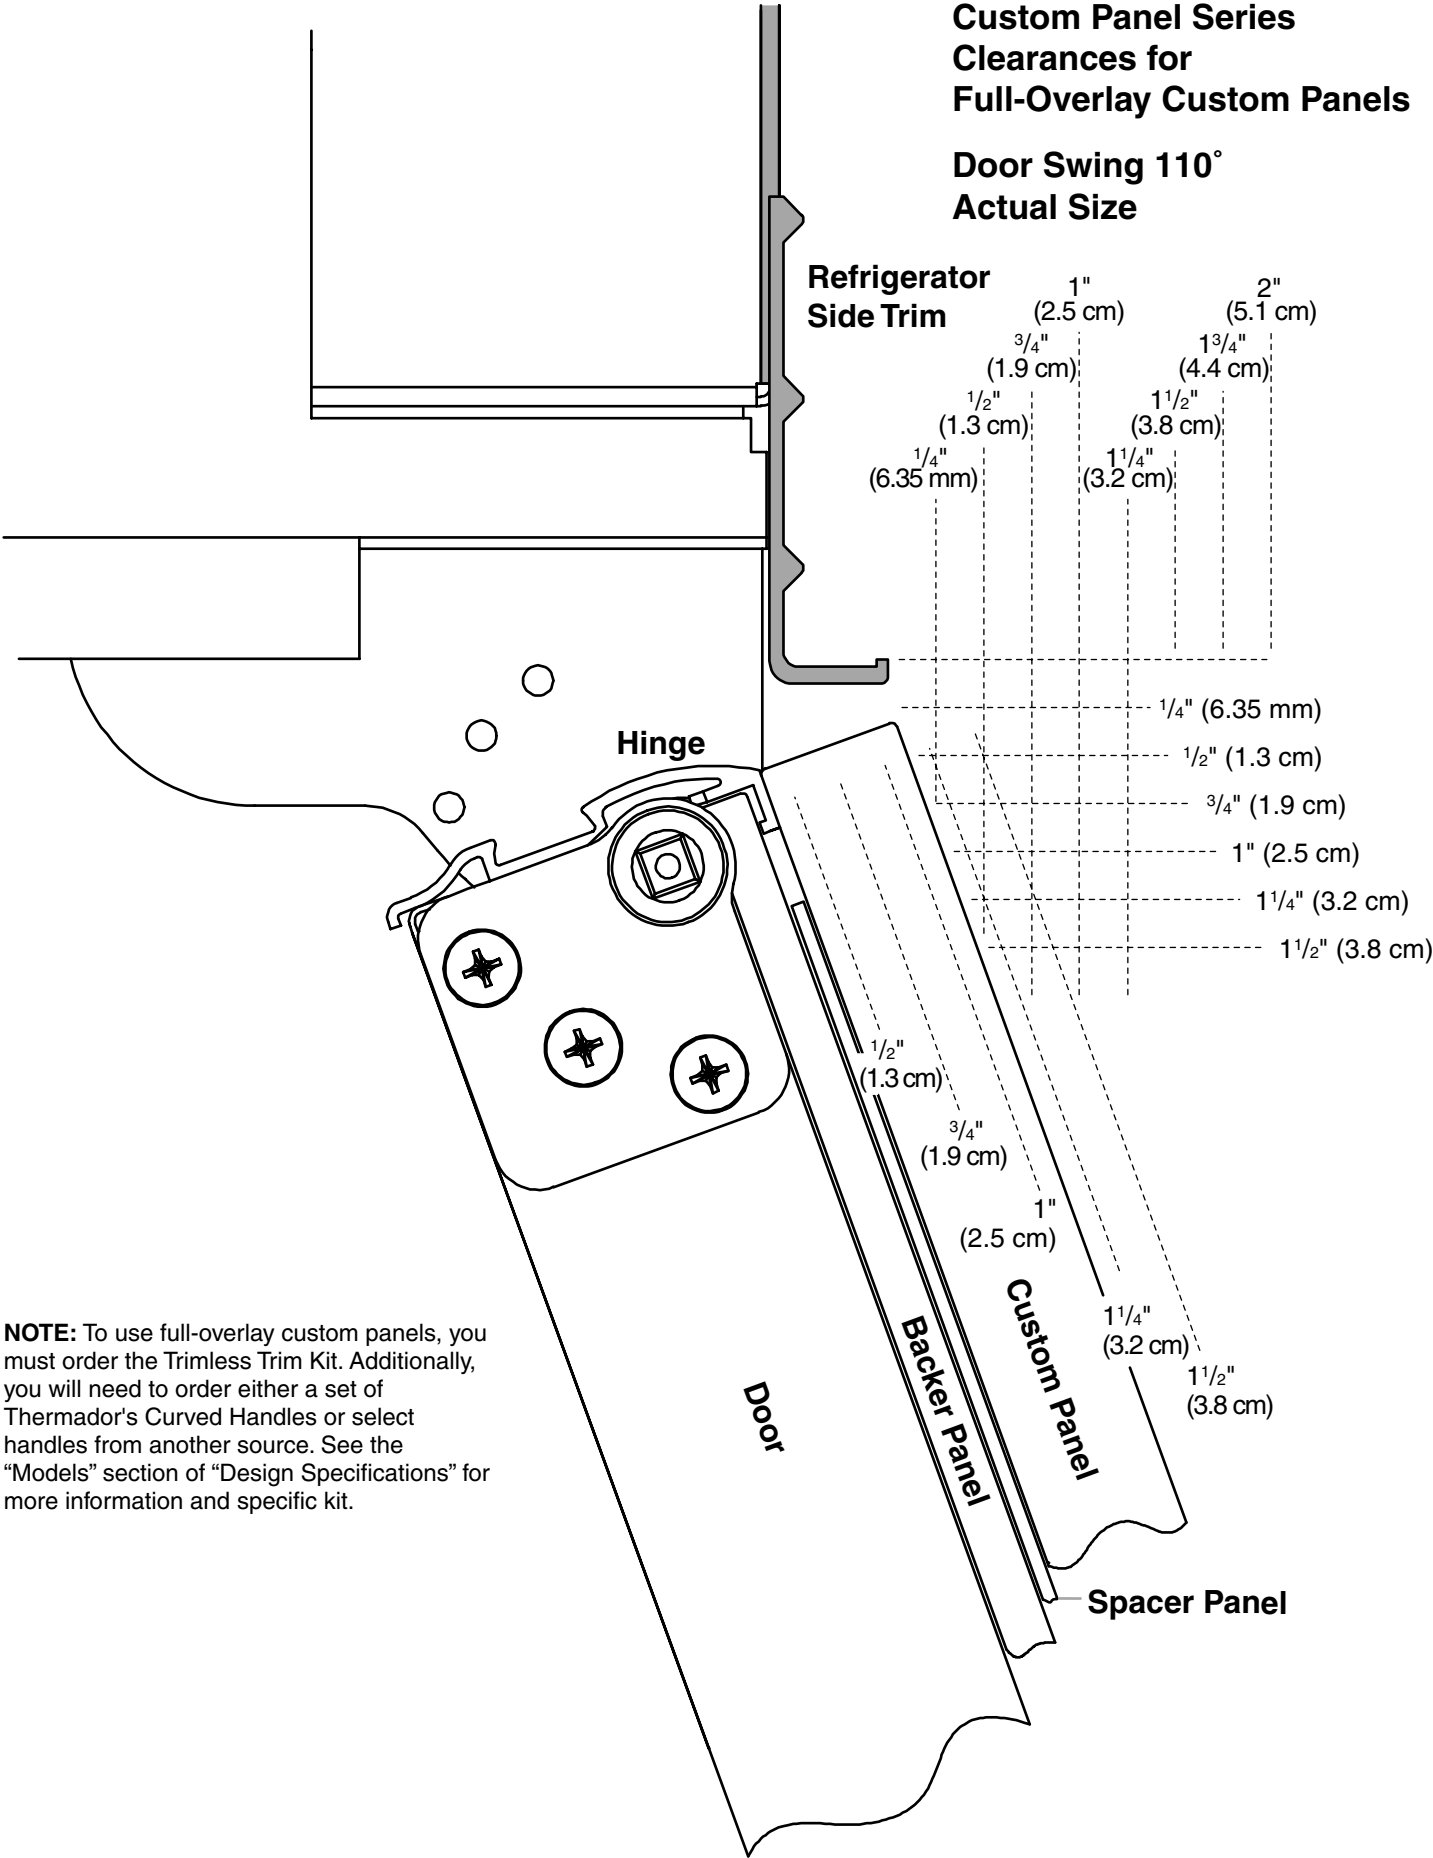 Custom Panel Series
Clearances for
Full-Overlay Custom Panels
Door Swing 110˚
Actual Size
Refrigerator
Side Trim
1"
(2.5 cm)
2"
(5.1 cm)
3/4"
(1.9 cm)
1 3/4"
(4.4 cm)
1/2"
(1.3 cm)
1 1/2"
(3.8 cm)
1/4"
(6.35 mm)
1 1/4"
(3.2 cm)
1/4" (6.35 mm)
Hinge
1/2" (1.3 cm)
3/4" (1.9 cm)
1" (2.5 cm)
1 1/4" (3.2 cm)
1 1/2" (3.8 cm)
1/2"
(1.3 cm)
3/4"
(1.9 cm)
1"
(2.5 cm)
1 1/4"
(3.2 cm)
1 1/2"
(3.8 cm)
Custom Panel
Backer Panel
Door
Spacer Panel
NOTE: To use full-overlay custom panels, you
must order the Trimless Trim Kit. Additionally,
you will need to order either a set of
Thermador's Curved Handles or select
handles from another source. See the
“Models” section of “Design Specifications” for
more information and specific kit.